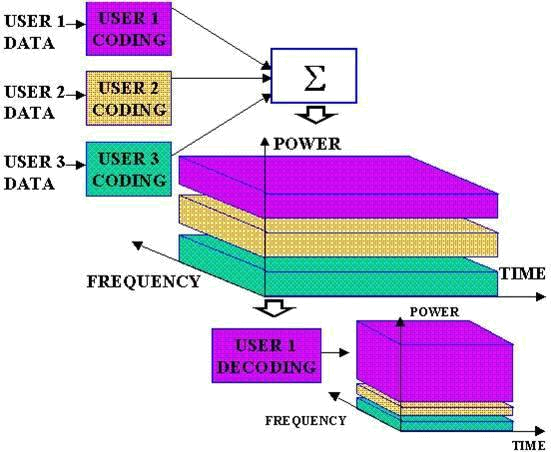 USER 1
DATA
USER 1
CODING
USER 2
DATA
USER 2
CODING
USER 3
DATA
USER 3
CODING
Σ
POWER
FREQUENCY
TIME
USER 1
DECODING
POWER
FREQUENCY
TIME